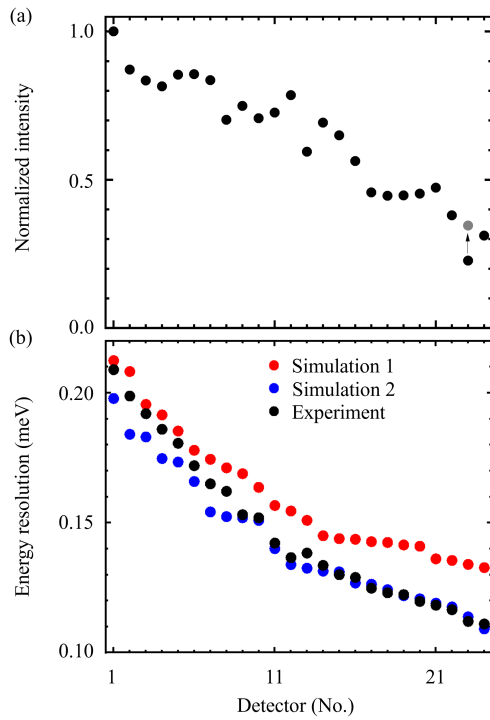 (a)
1.0
0.5
0.0
Normalized intensity
(b)
Simulation 1
Simulation 2
Experiment
0.20
0.15
0.10
Energy resolution (meV)
1
11
21
Detector (No.)